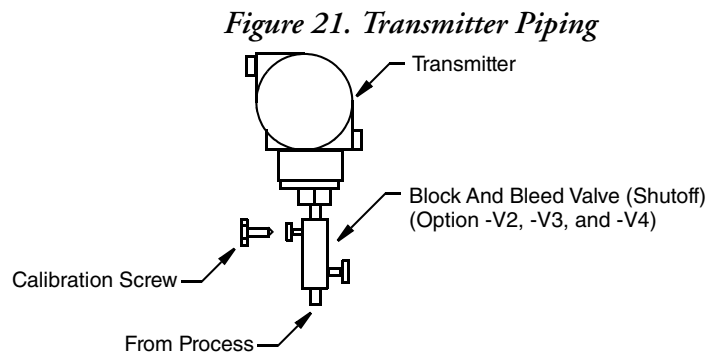 Figure 21. Transmitter Piping
Transmitter
Block And Bleed Valve (Shutoff)
(Option -V2, -V3, and -V4)
Calibration Screw
From Process